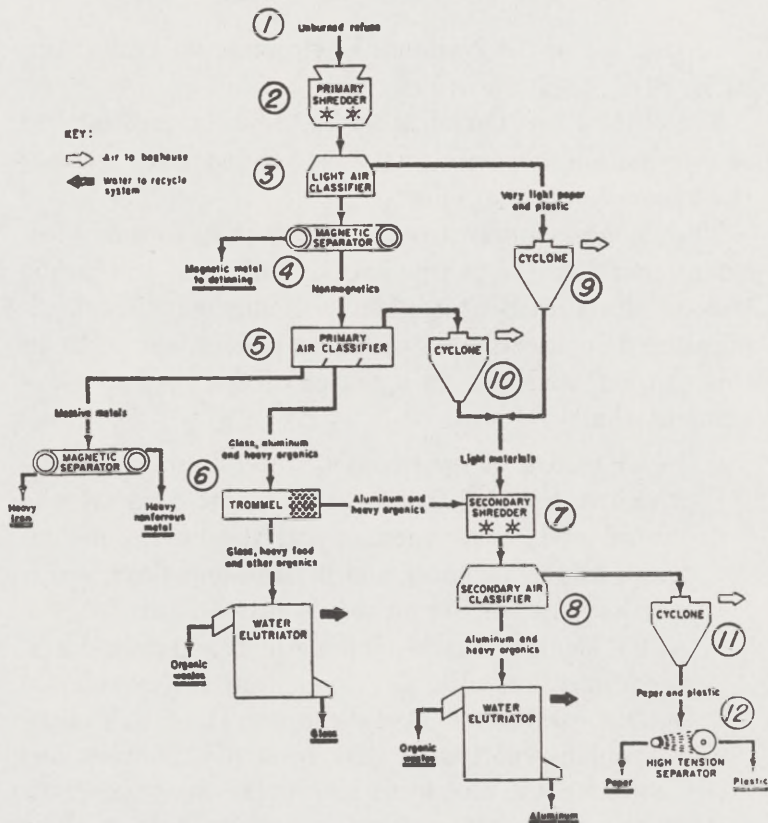 1
Unburned refuse
2
PRIMARY
SHREDDER
KEY:
Air to baghouse
Water to recycle
system
3
LIGHT AIR
CLASSIFIER
Very light paper
and plastic
MAGNETIC
SEPARATOR
4
Magnetic metal
to detinning
Nonmagnetics
CYCLONE
9
5
PRIMARY
AIR CLASSIFIER
CYCLONE
10
Massive metals
MAGNETIC
SEPARATOR
Heavy
iron
Heavy
nonferrous
metal
Glass, aluminum
and heavy organics
Light materials
6
TROMMEL
Aluminum and
heavy organics
SECONDARY
SHREDDER
7
Glass, heavy food
and other organics
SECONDARY AIR
CLASSIFIER
8
CYCLONE
11
WATER
ELUTRIATOR
Organic
wastes
Glass
Aluminum and
heavy organics
Paper and plastic
12
WATER
ELUTRIATOR
Organic
wastes
Aluminum
HIGH TENSION
SEPARATOR
Paper
Plastic